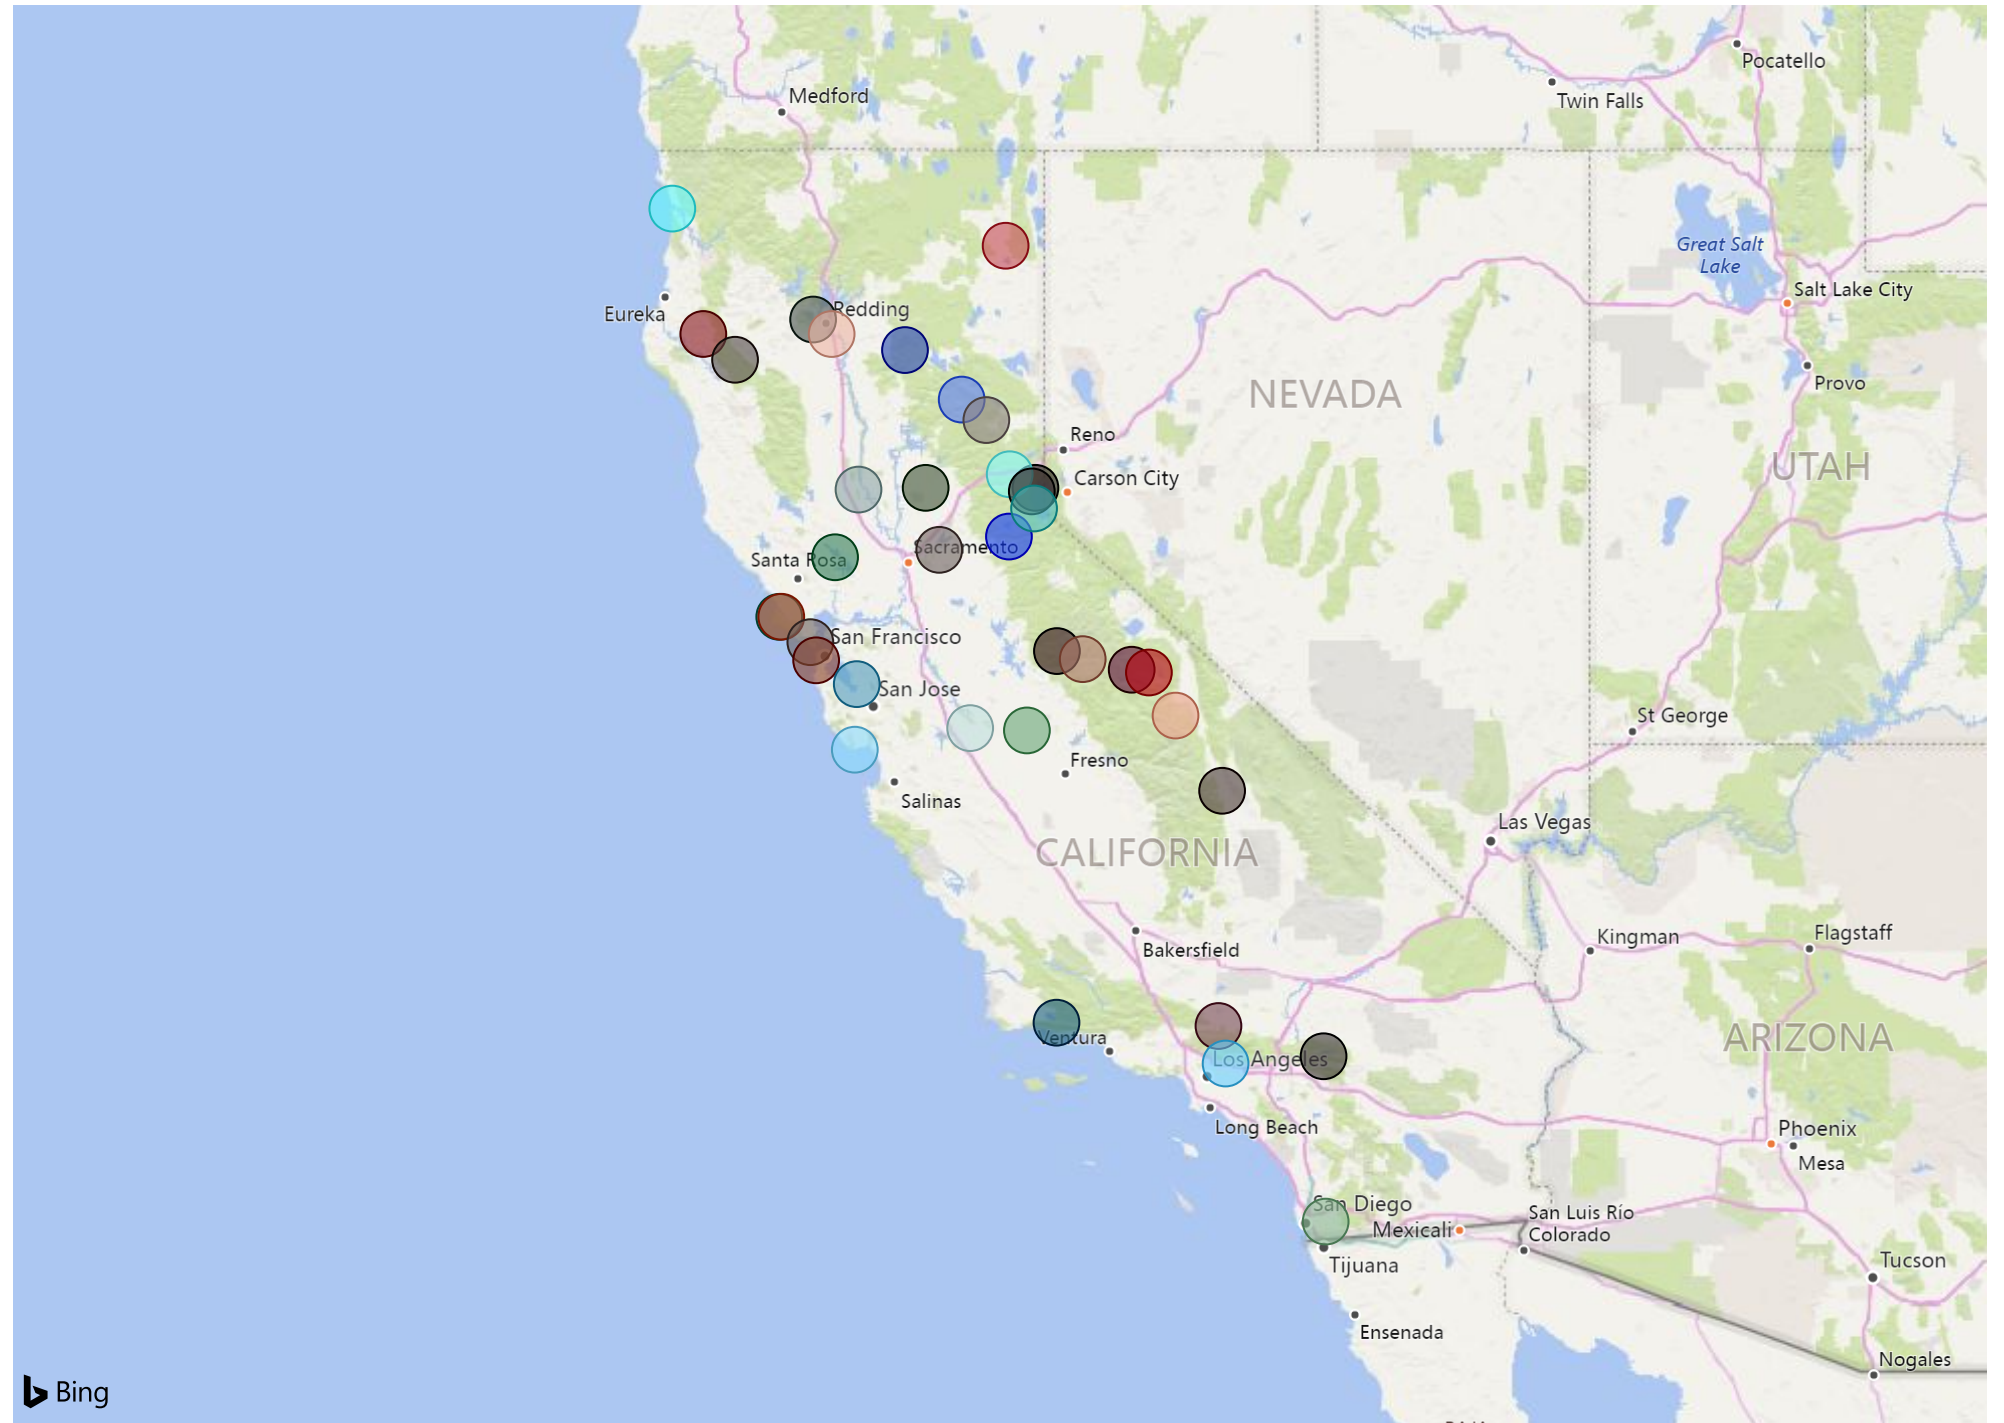 Pocatello
Medford
Twin Falls
Great Salt
Lake
Salt Lake City
Redding
Eureka
Provo
NEVADA
Reno
UTAH
Carson City
Sacramento
Santa Rosa
San Francisco
San Jose
St George
Fresno
Salinas
Las Vegas
CALIFORNIA
Flagstaff
Kingman
Bakersfield
Ventura
ARIZONA
Los Angeles
Long Beach
Phoenix
Mesa
San Diego
San Luis Río
Colorado
Mexicali
Tijuana
Tucson
Ensenada
Nogales
Bing